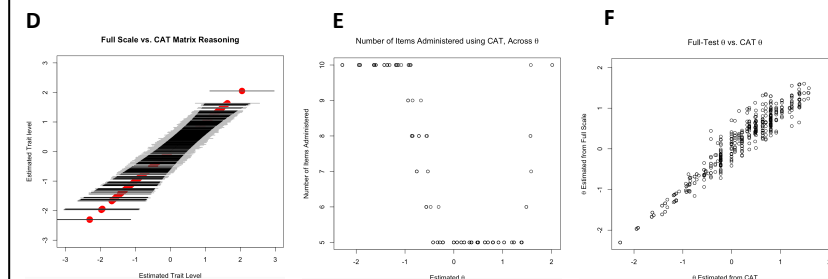 D
E
F
Full Scale vs. CAT Matrix Reasoning
Number of Items Administered using CAT, Across θ
Full-Test θ vs. CAT θ
Estimated Trait level
3
2
1
0
-1
-2
-3
-3
-2
-1
0
1
2
3
Estimated Trait Level
Number of Items Administered
10
9
8
7
6
5
-2
-1
0
1
2
Estimated θ
θ Estimated from Full Scale
2
1
0
-1
-2
-2
-1
0
1
2
θ Estimated from CAT